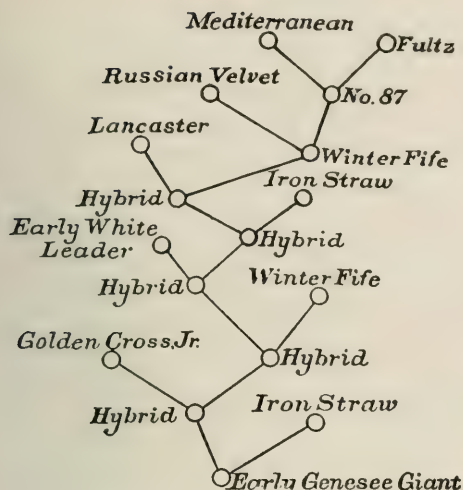 Mediterranean
Fultz
Russian Velvet
No. 87
Lancaster
Winter Fife
Iron Straw
Hybrid
Early White
Leader
Hybrid
Hybrid
Winter Fife
Golden Cross, Jr.
Hybrid
Hybrid
Iron Straw
Early Genesee Giant